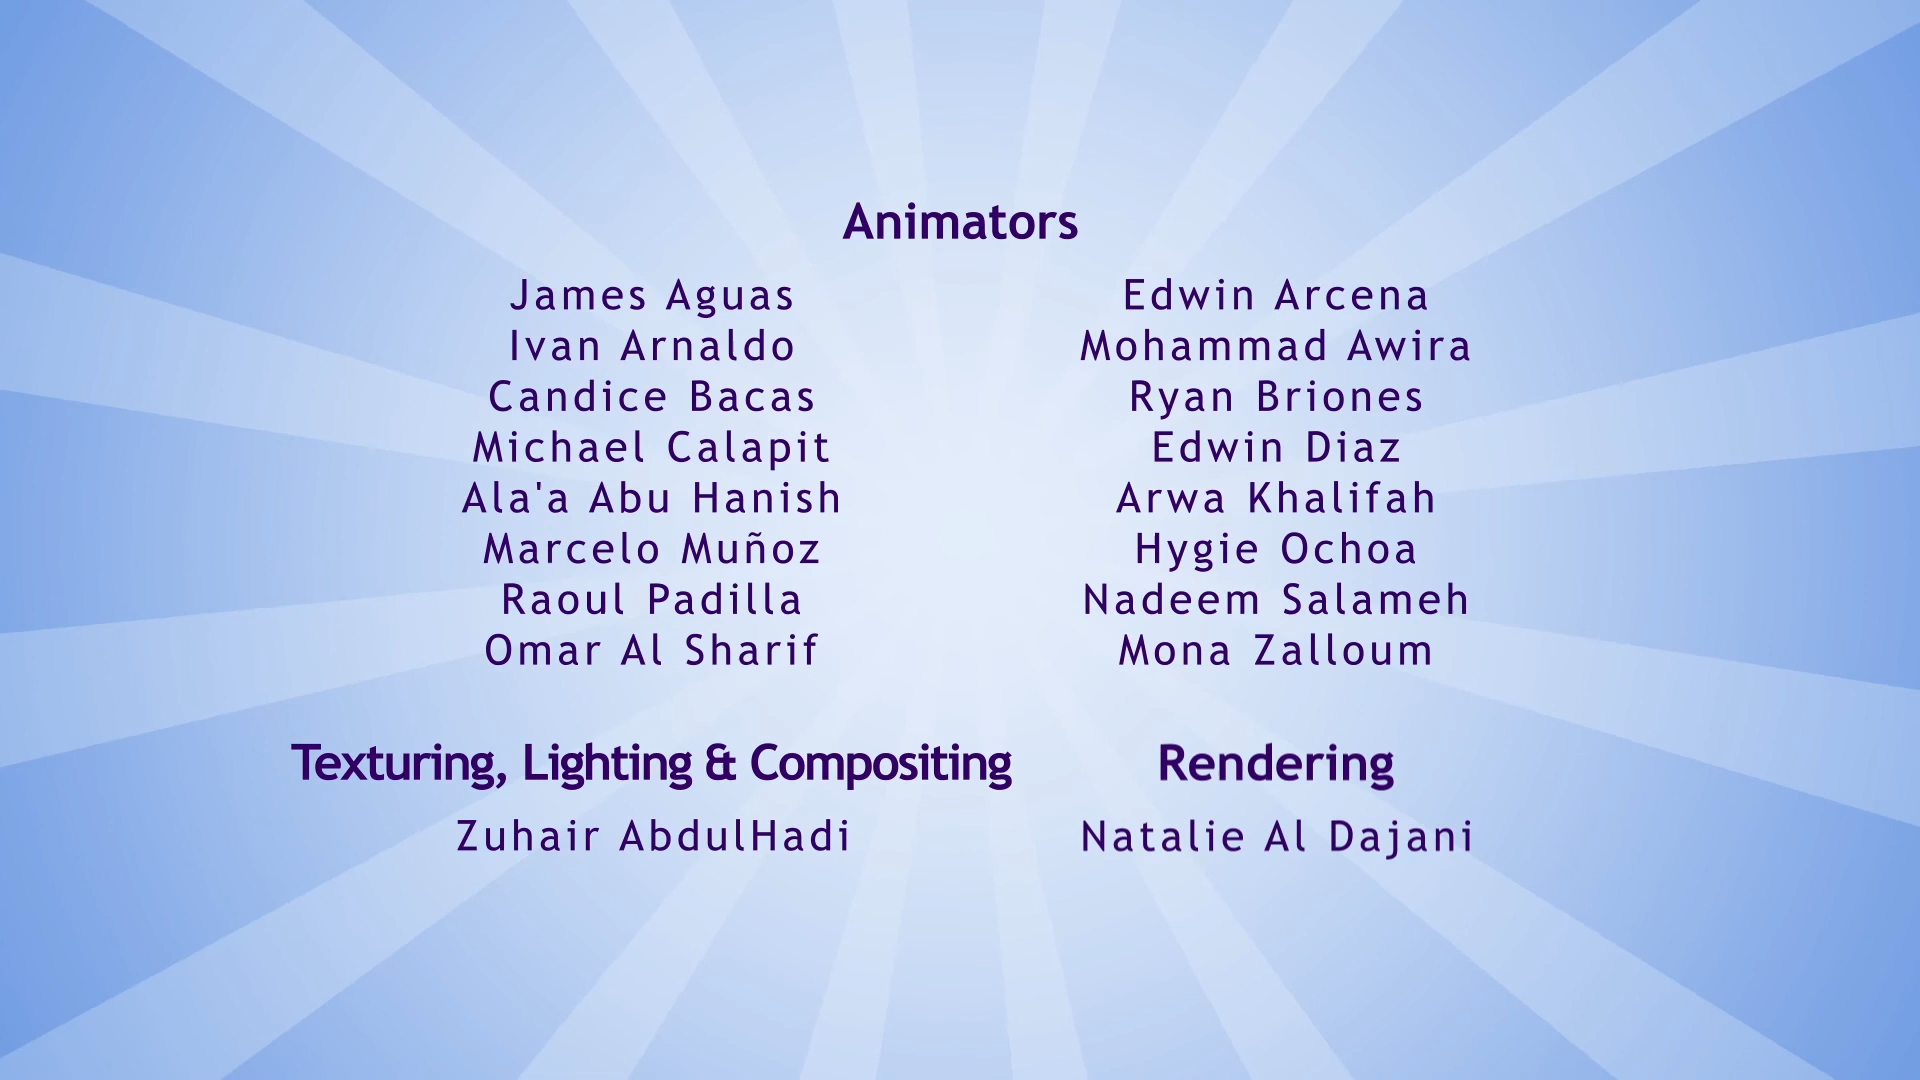 Animators
James Aguas
Edwin Arcena
Ivan Arnaldo
Mohammad Awira
Candice Bacas
Ryan Briones
Michael Calapit
Edwin Diaz
Ala'a Abu Hanish
Arwa Khalifah
Marcelo Muñoz
Hygie Ochoa
Raoul Padilla
Nadeem Salameh
Omar Al Sharif
Mona Zalloum
Texturing, Lighting & Compositing
Zuhair AbdulHadi
Rendering
Natalie Al Dajani